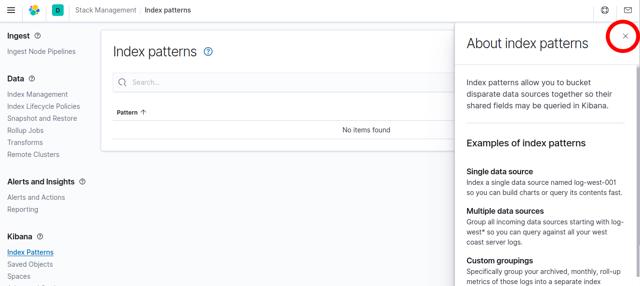 D
Stack Management
Index patterns
Ingest
Ingest Node Pipelines
Data
Index Management
Index Lifecycle Policies
Snapshot and Restore
Rollup Jobs
Transforms
Remote Clusters
Alerts and Insights
Alerts and Actions
Reporting
Kibana
Index Patterns
Saved Objects
Spaces
Index patterns
Search...
Pattern
No items found
About index patterns
Index patterns allow you to bucket
disparate data sources together so their
shared fields may be queried in Kibana.
Examples of index patterns
Single data source
Index a single data source named log-west-001
so you can build charts or query its contents fast.
Multiple data sources
Group all incoming data sources starting with log-
west* so you can query against all your west
coast server logs.
Custom groupings
Specifically group your archived, monthly, roll-up
metrics of those logs into a separate index